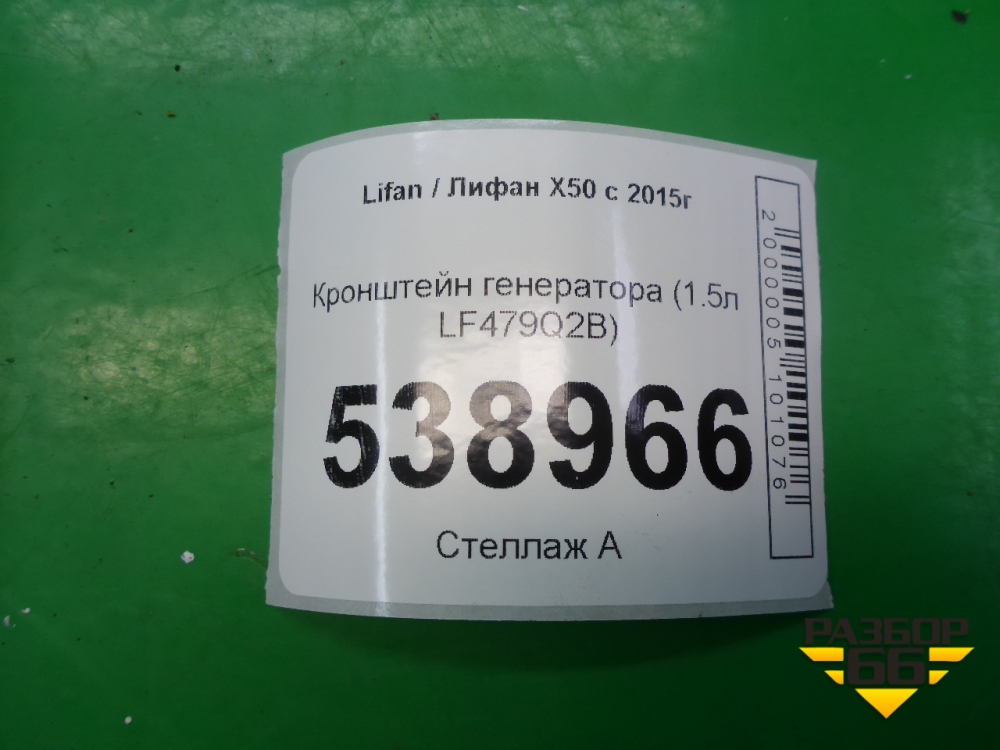 Lifan / Лифан X50 с 2015г
Кронштейн генератора (1.5л
LF479Q2B)
538966
Стеллаж А
2000005101076
РАЗБОР
66